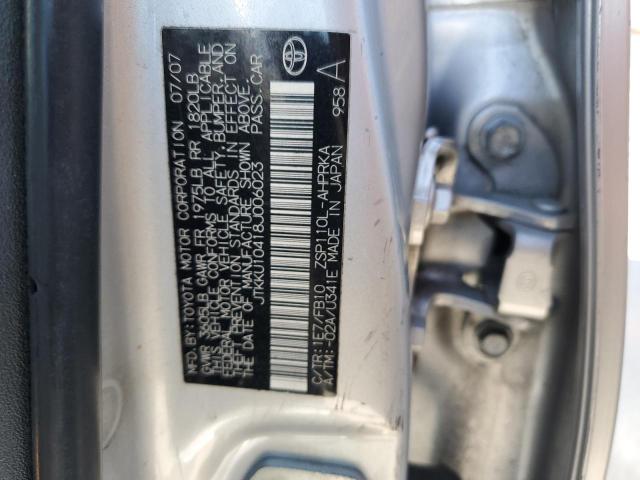 MFD.BY:TOYOTA MOTOR CORPORATION 07/07
GVWR 3605LB GAWR FR 1975LB RR 1820LB
THIS VEHICLE CONFORMS TO ALL APPLICABLE
FEDERAL MOTOR VEHICLE SAFETY, BUMPER, AND
THEFT PREVENTION STANDARDS IN EFFECT ON
THE DATE OF MANUFACTURE SHOWN ABOVE.
JTKKU10418J006023 PASS.CAR
C/TR:1E7/FB10 ZSP110L-AHPRKA
A/TM:-02A/U341E MADE IN JAPAN 958 A